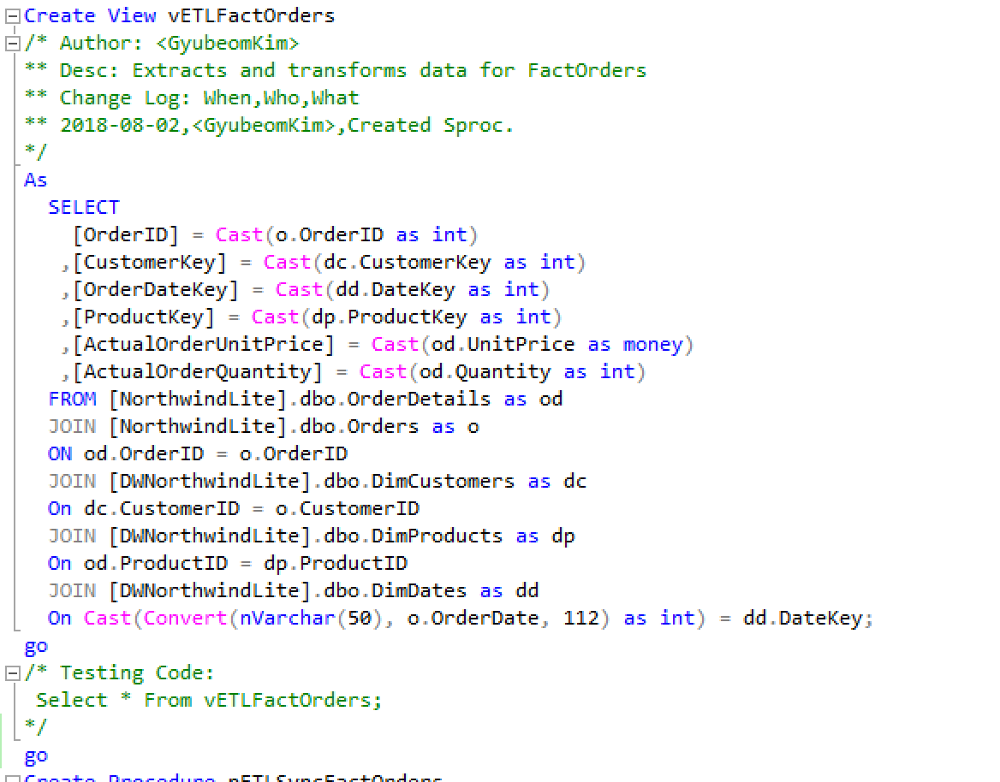 Create View vETLFactOrders
/* Author: <GyubeomKim>
** Desc: Extracts and transforms data for FactOrders
** Change Log: When,Who,What
** 2018-08-02,<GyubeomKim>,Created Sproc.
*/
As
SELECT
[OrderID] = Cast(o.OrderID as int)
,[CustomerKey] = Cast(dc.CustomerKey as int)
,[OrderDateKey] = Cast(dd.DateKey as int)
,[ProductKey] = Cast(dp.ProductKey as int)
,[ActualOrderUnitPrice] = Cast(od.UnitPrice as money)
,[ActualOrderQuantity] = Cast(od.Quantity as int)
FROM [NorthwindLite].dbo.OrderDetails as od
JOIN [NorthwindLite].dbo.Orders as o
ON od.OrderID = o.OrderID
JOIN [DWNorthwindLite].dbo.DimCustomers as dc
On dc.CustomerID = o.CustomerID
JOIN [DWNorthwindLite].dbo.DimProducts as dp
On od.ProductID = dp.ProductID
JOIN [DWNorthwindLite].dbo.DimDates as dd
On Cast(Convert(nVarchar(50), o.OrderDate, 112) as int) = dd.DateKey;
go
/* Testing Code:
Select * From vETLFactOrders;
*/
go
Create Procedure pETLSyncFactOrders